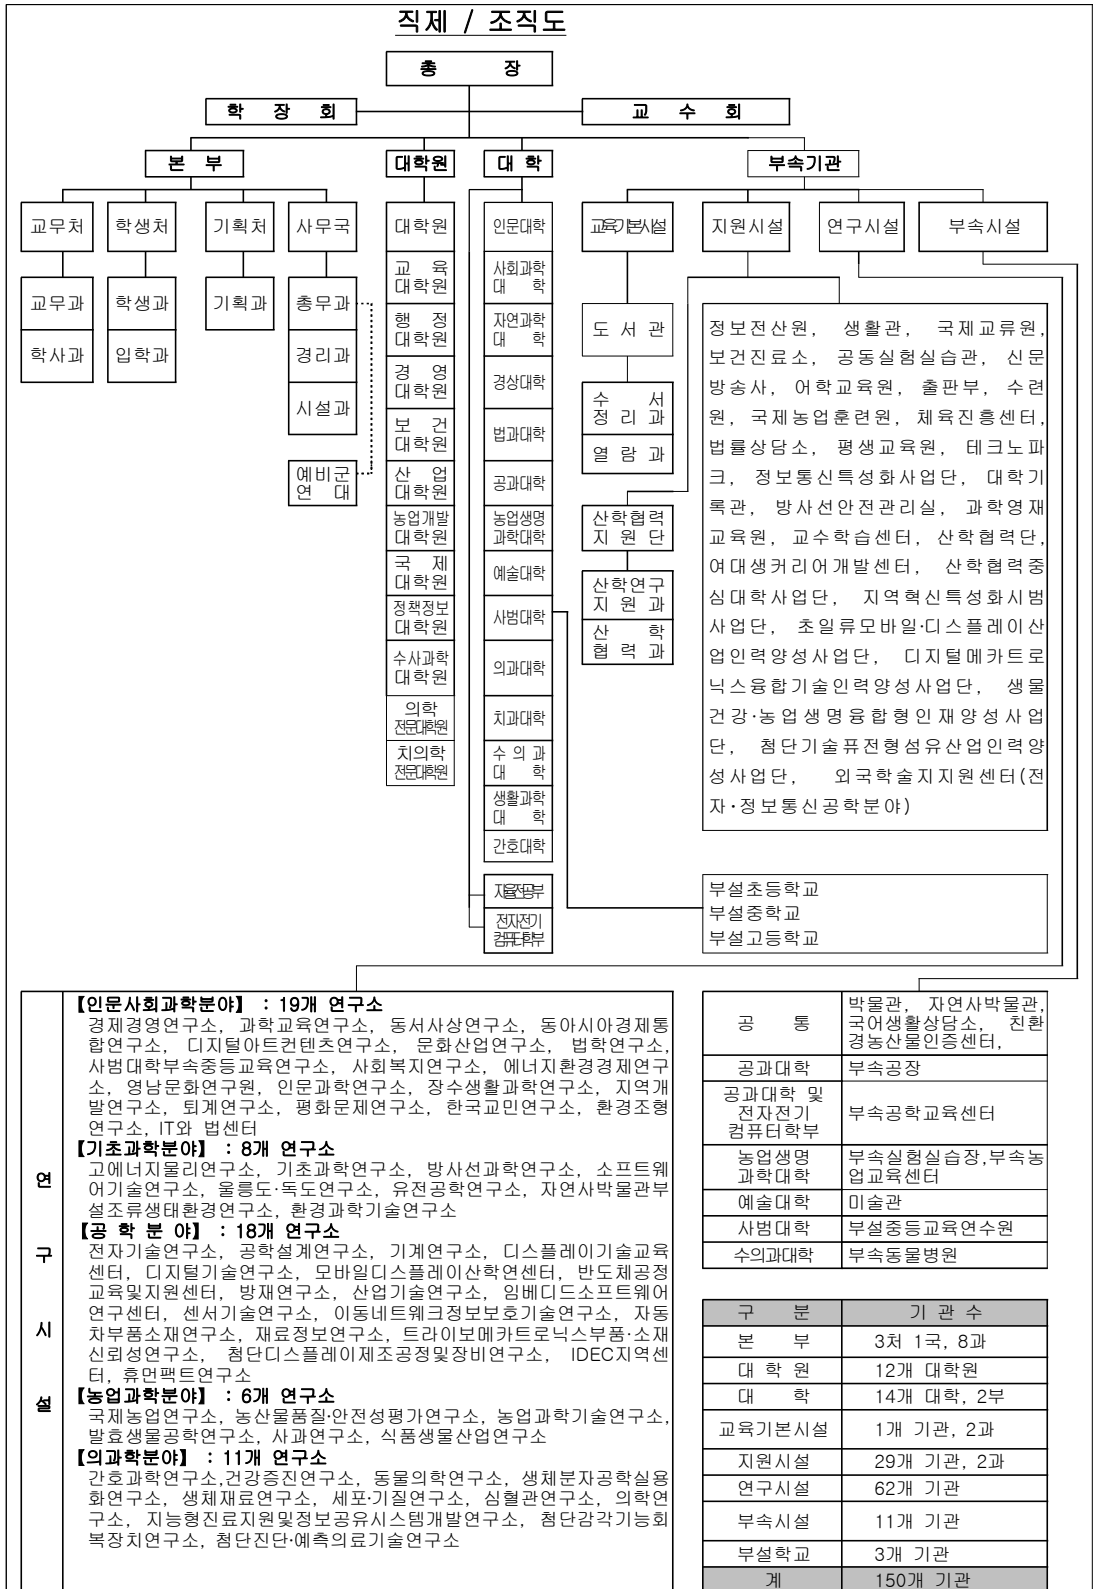 직제 / 조직도
총 장
학 장 회
교 수 회
본 부
대학원
대 학
부속기관
교무처
학생처
기획처
사무국
대학원
인문대학
교육기본시설
지원시설
연구시설
부속시설
교무과
학사과
학생과
입학과
기획과
총무과
경리과
시설과
예비군
연 대
교 육
대학원
행 정
대학원
경 영
대학원
보 건
대학원
산 업
대학원
농업개발
대학원
국 제
대학원
정책정보
대학원
수사과학
대학원
의학
전문대학원
치의학
전문대학원
사회과학
대 학
자연과학
대 학
경상대학
법과대학
공과대학
농업생명
과학대학
예술대학
사범대학
의과대학
치과대학
수 의 과
대 학
생활과학
대 학
간호대학
자율전공부
전자전기
컴퓨터학부
도 서 관
수 서
정 리 과
열 람 과
산학협력
지 원 단
산학연구
지 원 과
산 학
협 력 과
정보전산원, 생활관, 국제교류원,
보건진료소, 공동실험실습관, 신문
방송사, 어학교육원, 출판부, 수련
원, 국제농업훈련원, 체육진흥센터,
법률상담소, 평생교육원, 테크노파
크, 정보통신특성화사업단, 대학기
록관, 방사선안전관리실, 과학영재
교육원, 교수학습센터, 산학협력단,
여대생커리어개발센터, 산학협력중
심대학사업단, 지역혁신특성화시범
사업단, 초일류모바일·디스플레이산
업인력양성사업단, 디지털메카트로
닉스융합기술인력양성사업단, 생물
건강·농업생명융합형인재양성사업
단, 첨단기술퓨전형섬유산업인력양
성사업단, 외국학술지지원센터(전
자·정보통신공학분야)
부설초등학교
부설중학교
부설고등학교
연
구
시
설
【인문사회과학분야】 : 19개 연구소
경제경영연구소, 과학교육연구소, 동서사상연구소, 동아시아경제통
합연구소, 디지털아트컨텐츠연구소, 문화산업연구소, 법학연구소,
사범대학부속중등교육연구소, 사회복지연구소, 에너지환경경제연구
소, 영남문화연구원, 인문과학연구소, 장수생활과학연구소, 지역개
발연구소, 퇴계연구소, 평화문제연구소, 한국교민연구소, 환경조형
연구소, IT와 법센터
【기초과학분야】 : 8개 연구소
고에너지물리연구소, 기초과학연구소, 방사선과학연구소, 소프트웨
어기술연구소, 울릉도·독도연구소, 유전공학연구소, 자연사박물관부
설조류생태환경연구소, 환경과학기술연구소
【공 학 분 야】 : 18개 연구소
전자기술연구소, 공학설계연구소, 기계연구소, 디스플레이기술교육
센터, 디지털기술연구소, 모바일디스플레이산학연센터, 반도체공정
교육및지원센터, 방재연구소, 산업기술연구소, 임베디드소프트웨어
연구센터, 센서기술연구소, 이동네트워크정보보호기술연구소, 자동
차부품소재연구소, 재료정보연구소, 트라이보메카트로닉스부품·소재
신뢰성연구소, 첨단디스플레이제조공정및장비연구소, IDEC지역센
터, 휴먼팩트연구소
【농업과학분야】 : 6개 연구소
국제농업연구소, 농산물품질·안전성평가연구소, 농업과학기술연구소,
발효생물공학연구소, 사과연구소, 식품생물산업연구소
【의과학분야】 : 11개 연구소
간호과학연구소,건강증진연구소, 동물의학연구소, 생체분자공학실용
화연구소, 생체재료연구소, 세포·기질연구소, 심혈관연구소, 의학연
구소, 지능형진료지원및정보공유시스템개발연구소, 첨단감각기능회
복장치연구소, 첨단진단·예측의료기술연구소
공 통
박물관, 자연사박물관,
국어생활상담소, 친환
경농산물인증센터,
공과대학 부속공장
공과대학 및
전자전기
컴퓨터학부
부속공학교육센터
농업생명
과학대학
부속실험실습장,부속농
업교육센터
예술대학 미술관
사범대학 부설중등교육연수원
수의과대학 부속동물병원
구 분 기 관 수
본 부 3처 1국, 8과
대 학 원 12개 대학원
대 학 14개 대학, 2부
교육기본시설 1개 기관, 2과
지원시설 29개 기관, 2과
연구시설 62개 기관
부속시설 11개 기관
부설학교 3개 기관
계 150개 기관